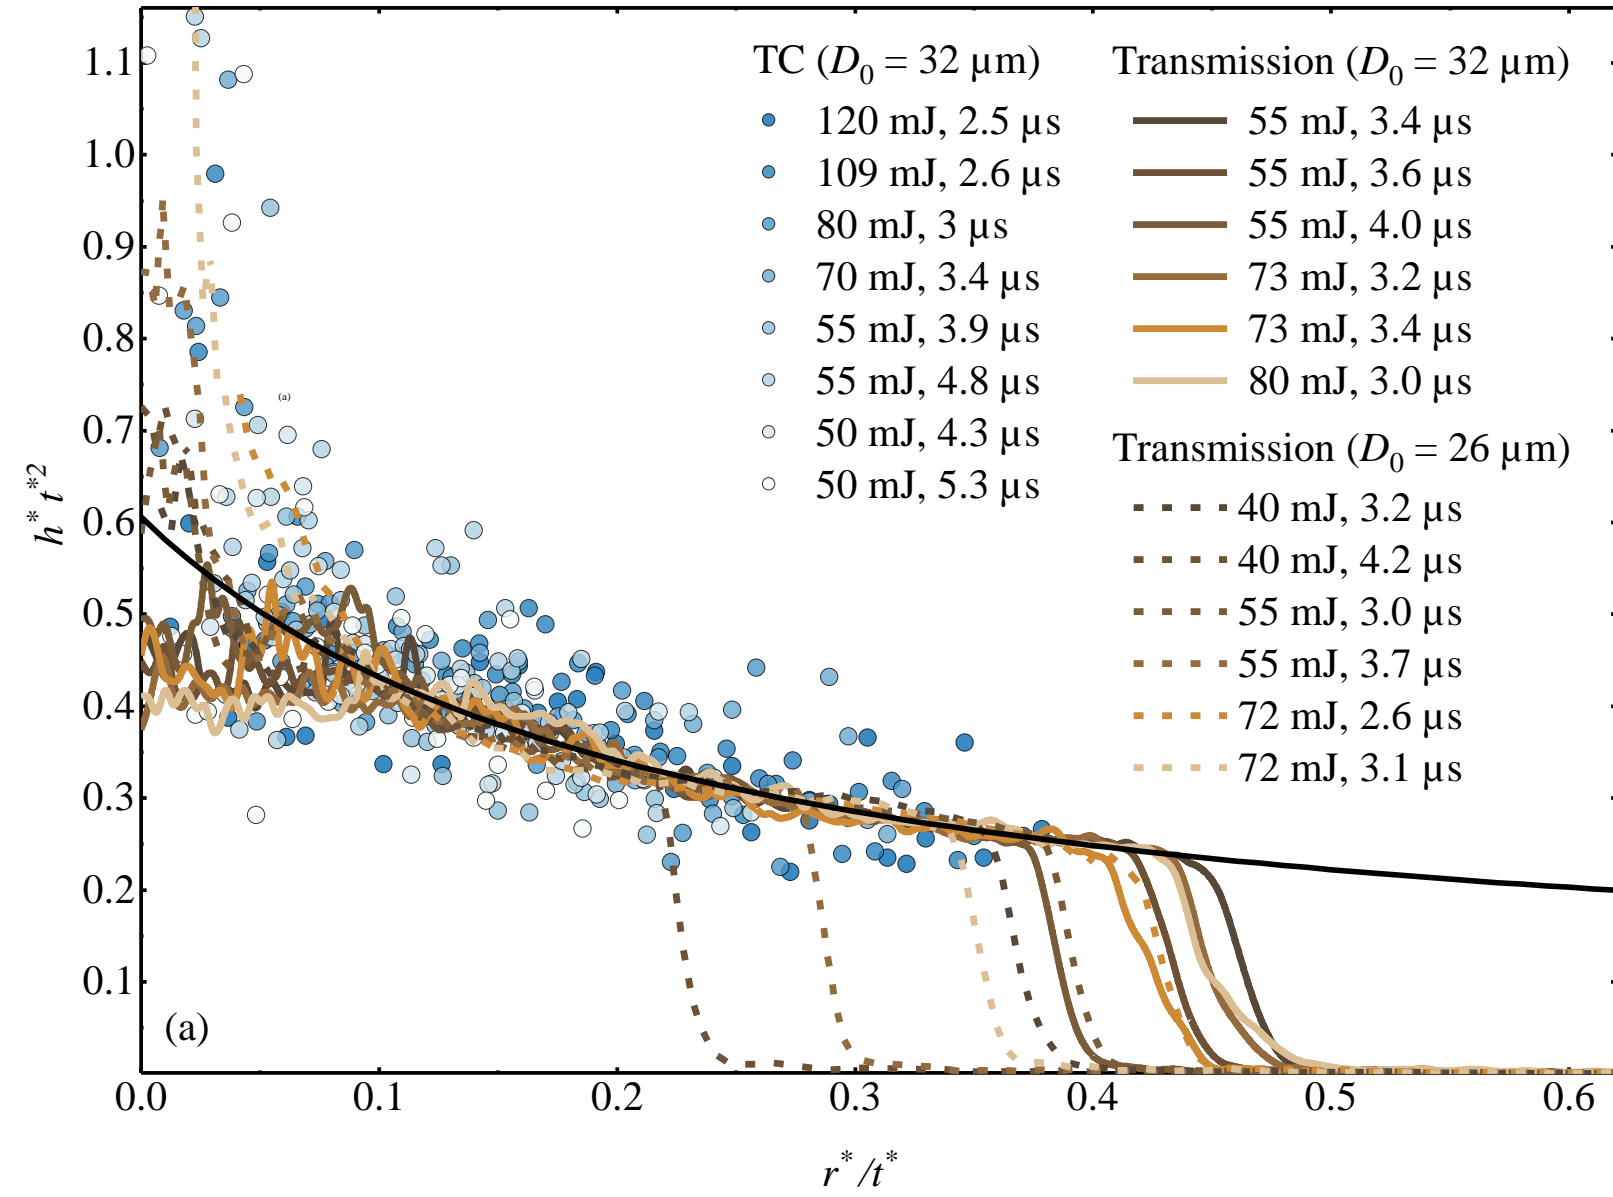 1.1
1.0
0.9
0.8
0.7
0.6
0.5
0.4
0.3
0.2
0.1
h* t*2
TC (D0 = 32 µm)
120 mJ, 2.5 µs
109 mJ, 2.6 µs
80 mJ, 3 µs
70 mJ, 3.4 µs
55 mJ, 3.9 µs
55 mJ, 4.8 µs
50 mJ, 4.3 µs
50 mJ, 5.3 µs
Transmission (D0 = 32 µm)
55 mJ, 3.4 µs
55 mJ, 3.6 µs
55 mJ, 4.0 µs
73 mJ, 3.2 µs
73 mJ, 3.4 µs
80 mJ, 3.0 µs
Transmission (D0 = 26 µm)
40 mJ, 3.2 µs
40 mJ, 4.2 µs
55 mJ, 3.0 µs
55 mJ, 3.7 µs
72 mJ, 2.6 µs
72 mJ, 3.1 µs
(a)
(a)
0.0 0.1 0.2 0.3 0.4 0.5 0.6
r*/t*